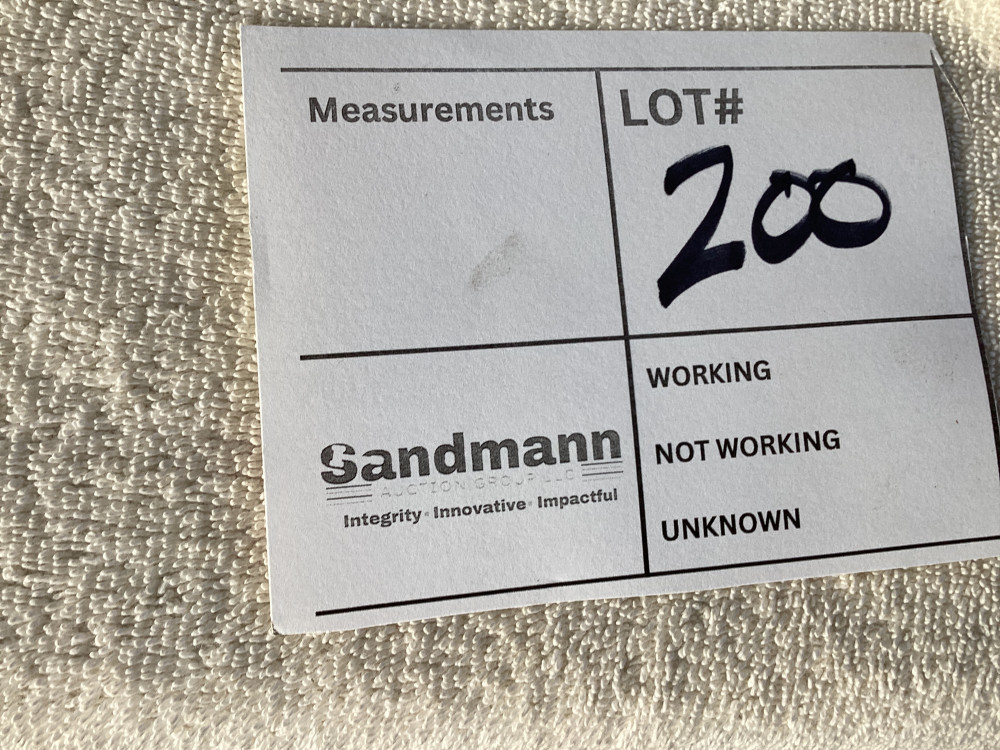 Measurements
LOT#
200
WORKING
NOT WORKING
UNKNOWN
Sandmann
AUCTION GROUP LLC
Integrity • Innovative • Impactful